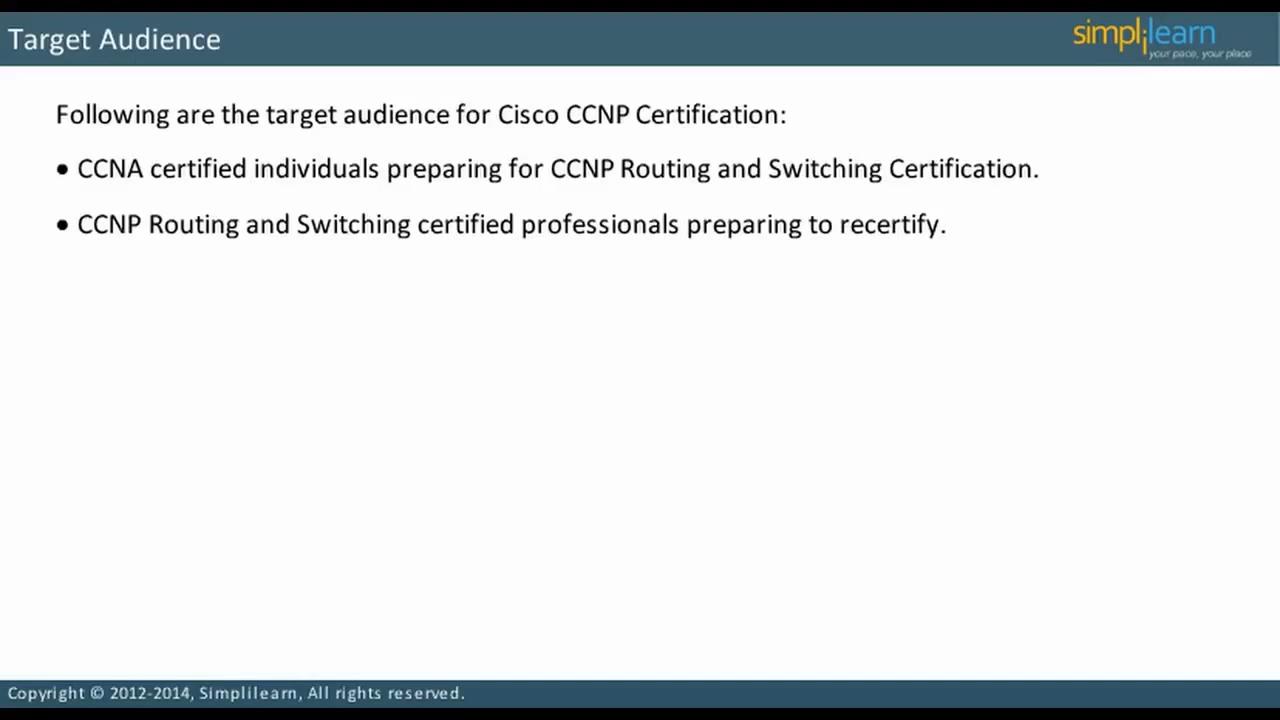 Target Audience
simplilearn
your pace, your place
Following are the target audience for Cisco CCNP Certification:
• CCNA certified individuals preparing for CCNP Routing and Switching Certification.
• CCNP Routing and Switching certified professionals preparing to recertify.
Copyright © 2012-2014, Simplilearn, All rights reserved.